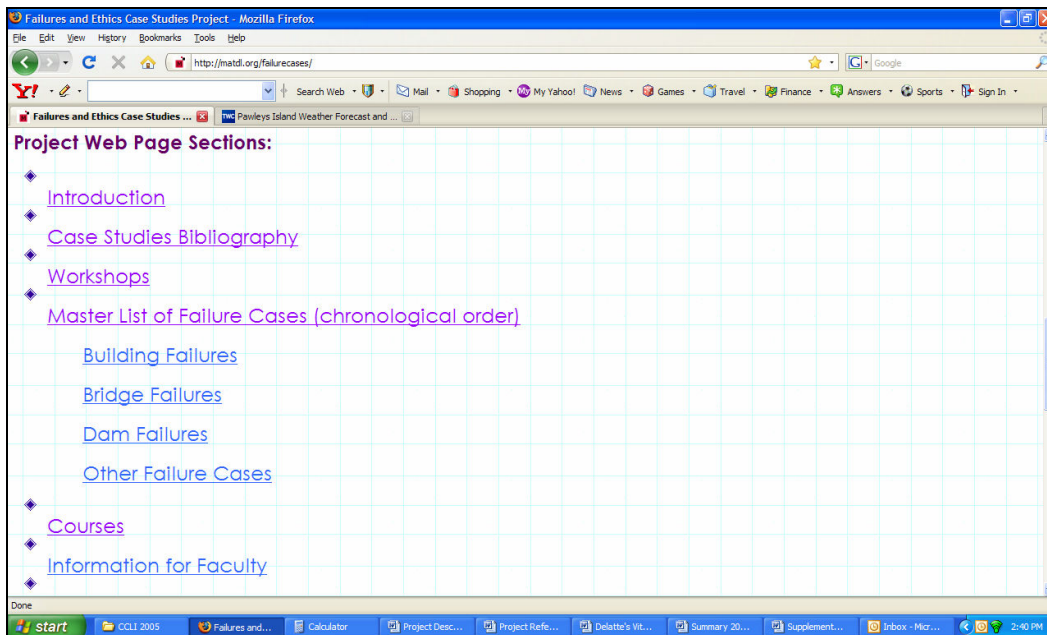 Failures and Ethics Case Studies Project - Mozilla Firefox
File Edit View History Bookmarks Tools Help
http://matdl.org/failurecases/ G Google
Y! Search Web Mail Shopping My My Yahoo! News Games Travel Finance Answers Sports Sign In
Failures and Ethics Case Studies ... TWC Pawleys Island Weather Forecast and ...
Project Web Page Sections:
Introduction
Case Studies Bibliography
Workshops
Master List of Failure Cases (chronological order)
Building Failures
Bridge Failures
Dam Failures
Other Failure Cases
Courses
Information for Faculty
Done
start CCLI 2005 Failures and... Calculator Project Desc... Project Refe... Delatte's Vit... Summary 20... Supplement... Inbox - Micr... 2:40 PM